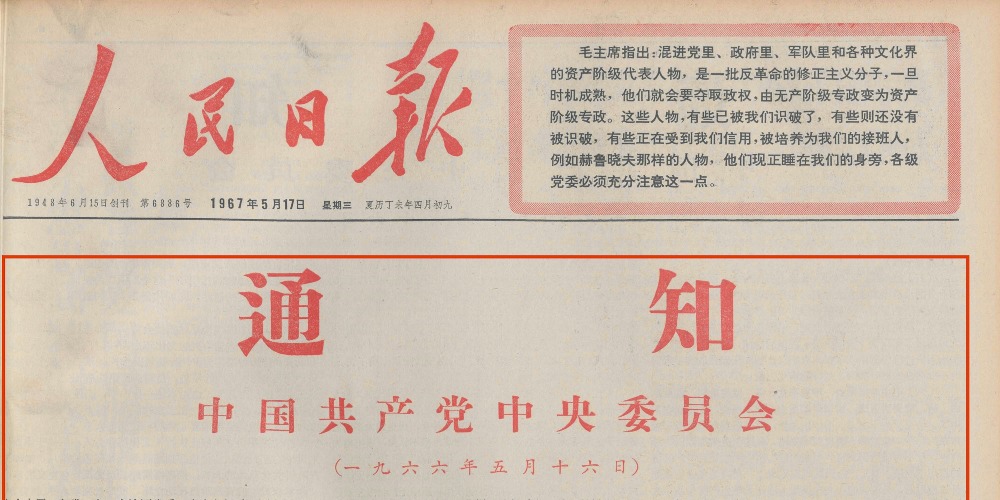 人民日报
1948年6月15日创刊 第6886号 1967年5月17日 星期三 夏历丁未年四月初九
毛主席指出:混进党里、政府里、军队里和各种文化界
的资产阶级代表人物，是一批反革命的修正主义分子，一旦
时机成熟，他们就会要夺取政权，由无产阶级专政变为资产
阶级专政。这些人物，有些已被我们识破了，有些则还没有
被识破，有些正在受到我们信用，被培养为我们的接班人，
例如赫鲁晓夫那样的人物，他们现正睡在我们的身旁，各级
党委必须充分注意这一点。
通知
中国共产党中央委员会
(一九六六年五月十六日)